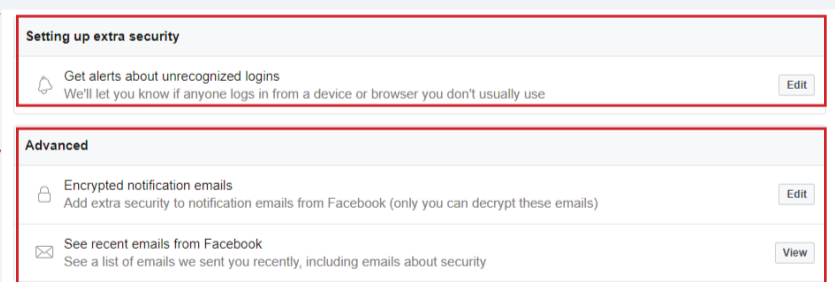 Setting up extra security
Get alerts about unrecognized logins
We'll let you know if anyone logs in from a device or browser you don't usually use
Edit
Advanced
Encrypted notification emails
Add extra security to notification emails from Facebook (only you can decrypt these emails)
Edit
See recent emails from Facebook
See a list of emails we sent you recently, including emails about security
View